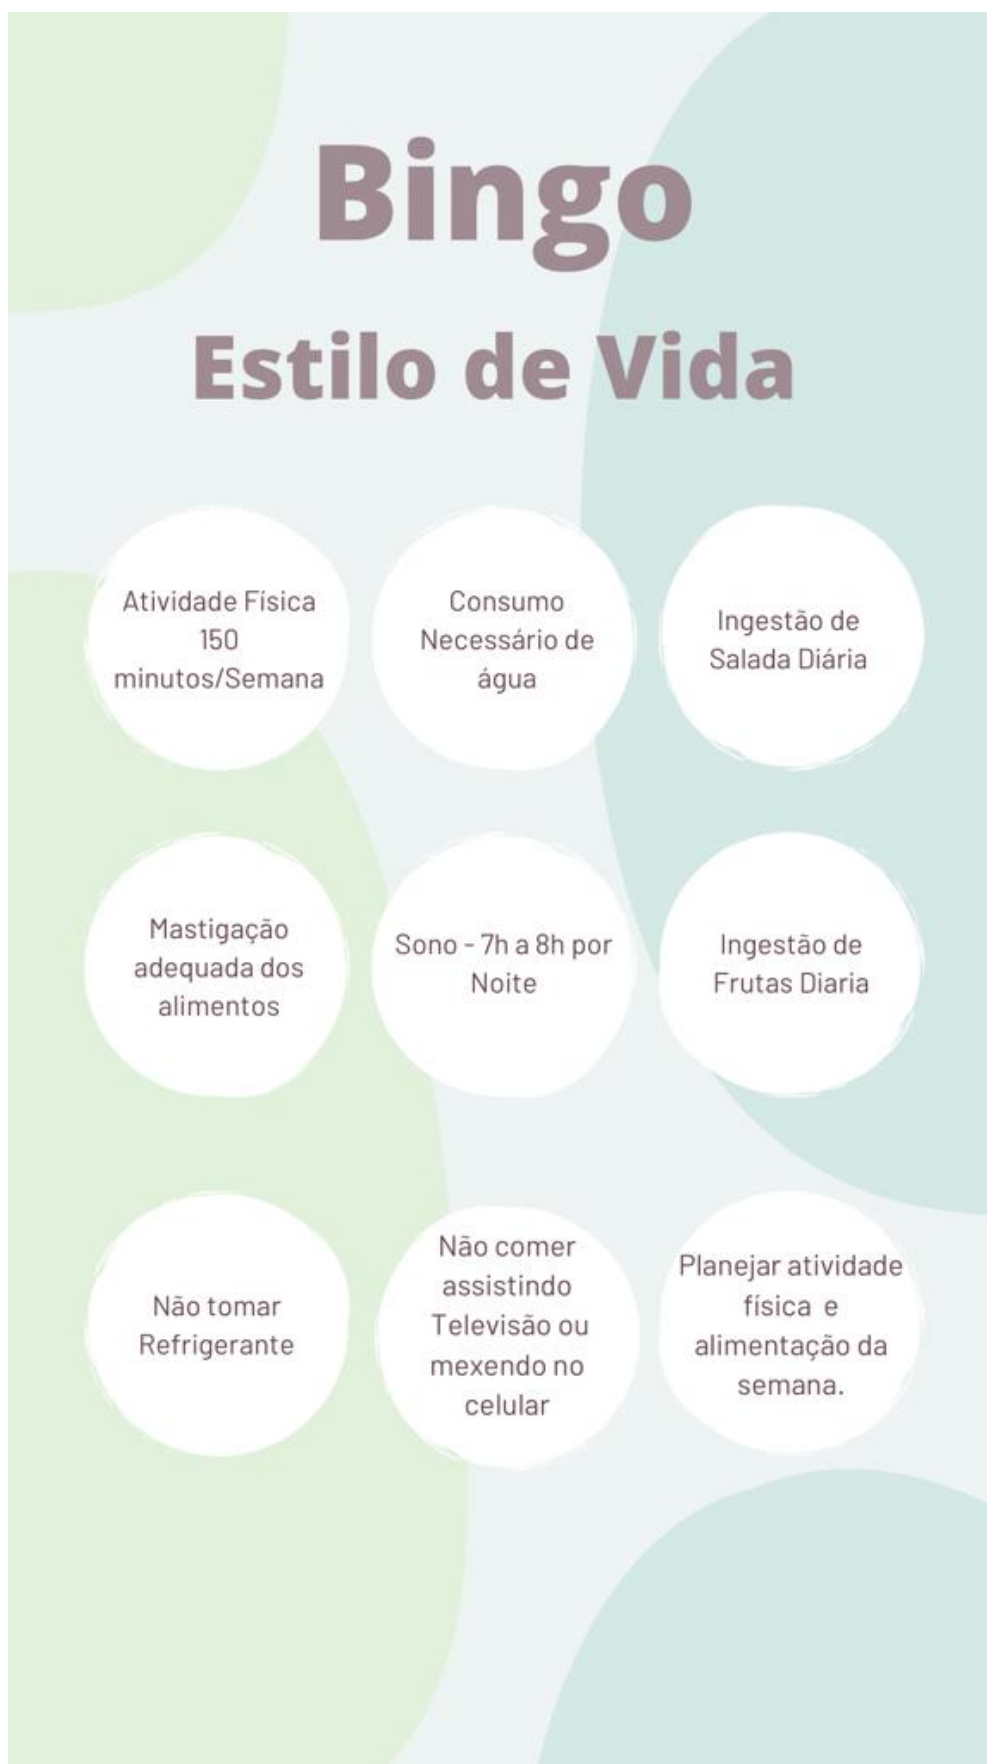 Bingo
Estilo de Vida
Atividade Física
150
minutos/Semana
Consumo
Necessário de
água
Ingestão de
Salada Diária
Mastigação
adequada dos
alimentos
Sono - 7h a 8h por
Noite
Ingestão de
Frutas Diaria
Não tomar
Refrigerante
Não comer
assistindo
Televisão ou
mexendo no
celular
Planejar atividade
física e
alimentação da
semana.